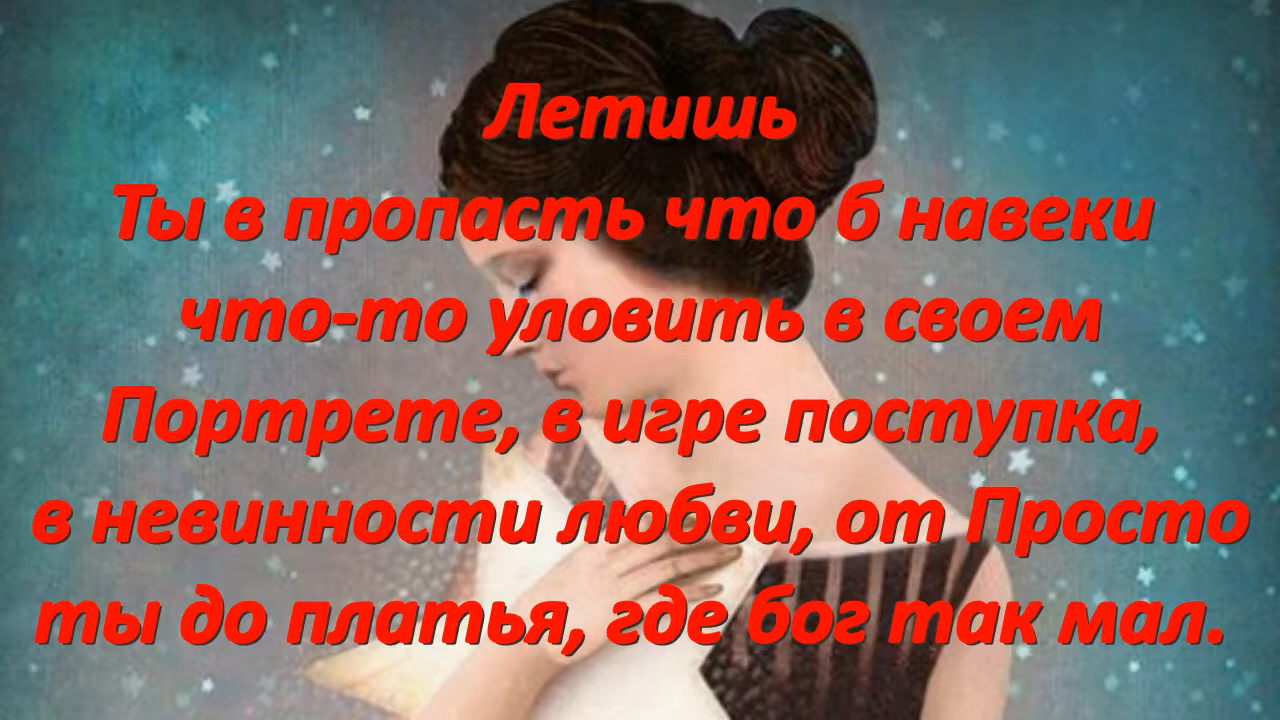 Летишь
Ты в пропасть что б навеки
что-то уловить в своем
Портрете, в игре поступка,
в невинности любви, от Просто
ты до платья, где бог так мал.